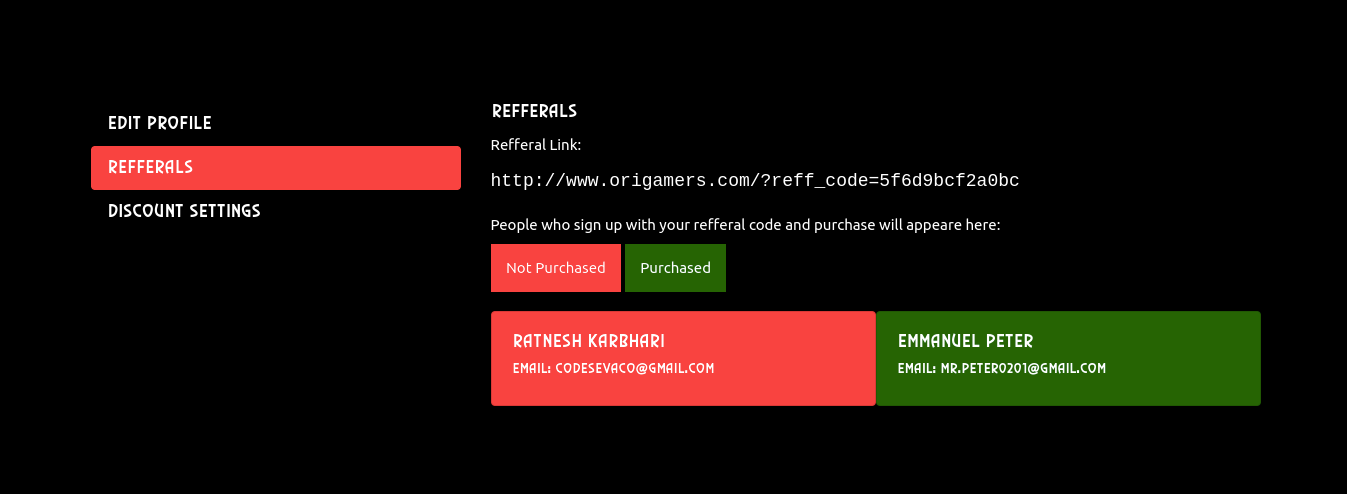 EDIT PROFILE
REFFERALS
DISCOUNT SETTINGS
REFFERALS
Refferal Link:
http://www.origamers.com/?reff_code=5f6d9bcf2a0bc
People who sign up with your refferal code and purchase will appeare here:
Not Purchased Purchased
RATNESH KARBHARI
EMAIL: CODESEVACO@GMAIL.COM
EMMANUEL PETER
EMAIL: MR.PETER0201@GMAIL.COM